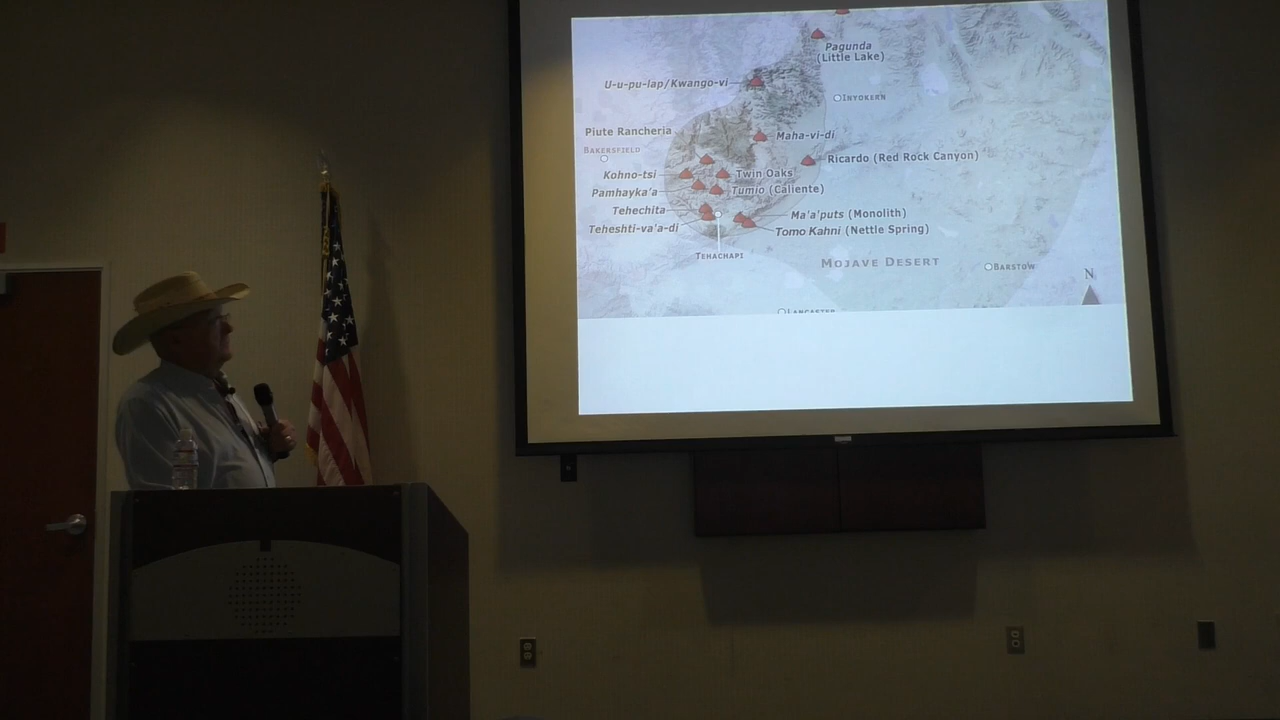 Pagunda
(Little Lake)
U-u-pu-lap/Kwango-vi
INYOKERN
Piute Rancheria
Maha-vi-di
BAKERSFIELD
Ricardo (Red Rock Canyon)
Kohno-tsi
Twin Oaks
Pamhayka'a
Tumio (Caliente)
Tehechita
Ma'a'puts (Monolith)
Teheshti-va'a-di
Tomo Kahni (Nettle Spring)
TEHACHAPI
MOJAVE DESERT
BARSTOW
N
LANCASTER